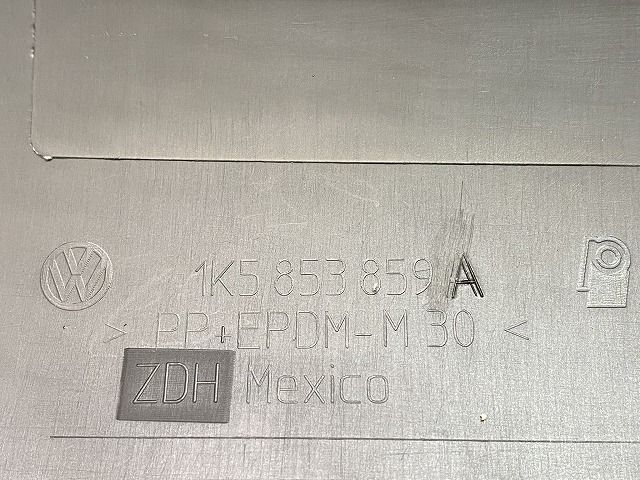 1K5 853 859 A
> PP+EPDM-M 30 <
ZDH Mexico